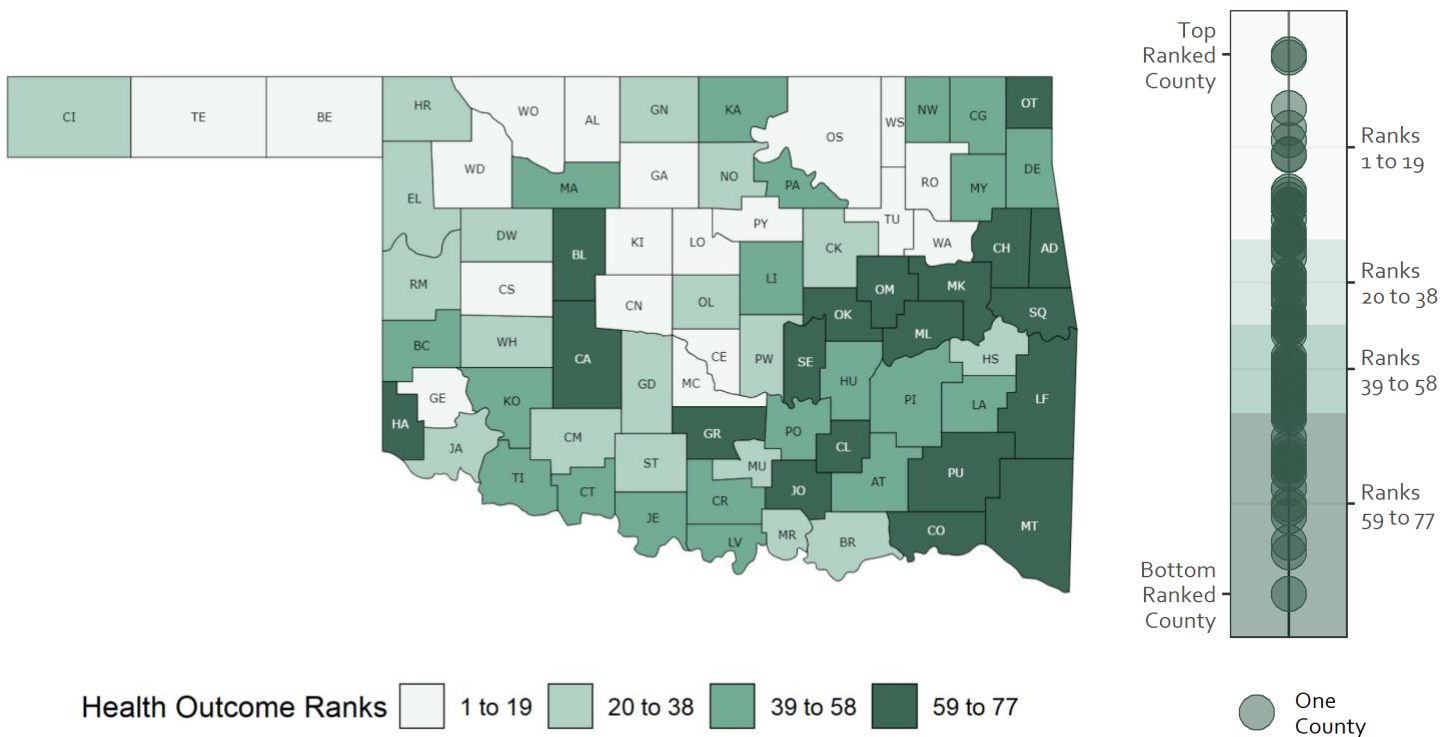 CI
TE
BE
HR
WO
AL
GN
KA
OS
WS
NW
CG
OT
WD
MA
GA
NO
PA
RO
MY
DE
EL
DW
BL
KI
LO
PY
CK
TU
WA
CH
AD
RM
CS
CN
OL
LI
OM
MK
SQ
BC
WH
CA
GD
CE
MC
PW
SE
OK
ML
HS
HU
PI
LA
LF
HA
GE
KO
JA
CM
GR
PO
CL
MU
ST
TI
CT
JE
CR
LV
JO
AT
PU
MR
BR
CO
MT
Top
Ranked
County
Ranks
1 to 19
Ranks
20 to 38
Ranks
39 to 58
Ranks
59 to 77
Bottom
Ranked
County
Health Outcome Ranks
1 to 19
20 to 38
39 to 58
59 to 77
One
County